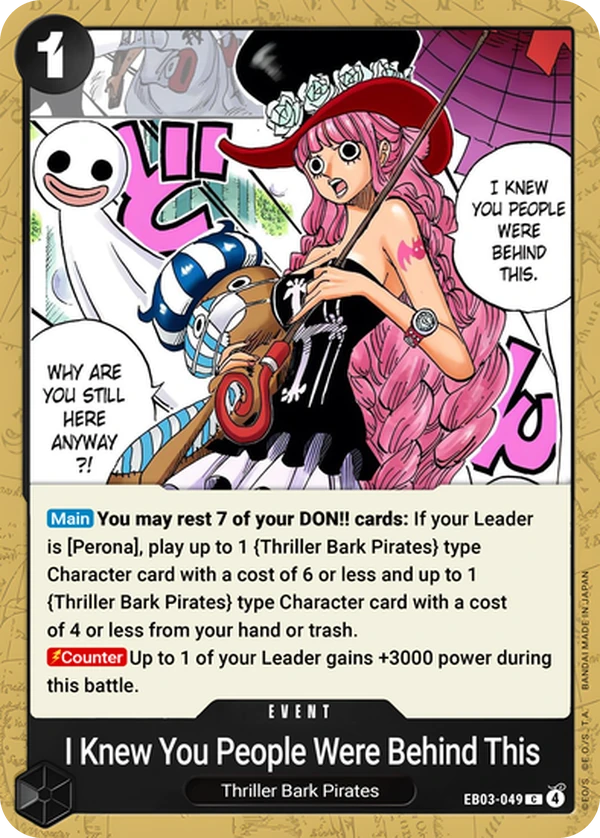 1
I KNEW
YOU PEOPLE
WERE
BEHIND
THIS.
ド
WHY ARE
YOU STILL
HERE
ANYWAY
?!
ん
Main You may rest 7 of your DON!! cards: If your Leader
is [Perona], play up to 1 {Thriller Bark Pirates} type
Character card with a cost of 6 or less and up to 1
{Thriller Bark Pirates} type Character card with a cost
of 4 or less from your hand or trash.
⚡Counter Up to 1 of your Leader gains +3000 power during
this battle.
EVENT
I Knew You People Were Behind This
Thriller Bark Pirates
EB03-049 C 4
©E.O/S. ©E.O./S., T.A. BANDAI MADE IN JAPAN